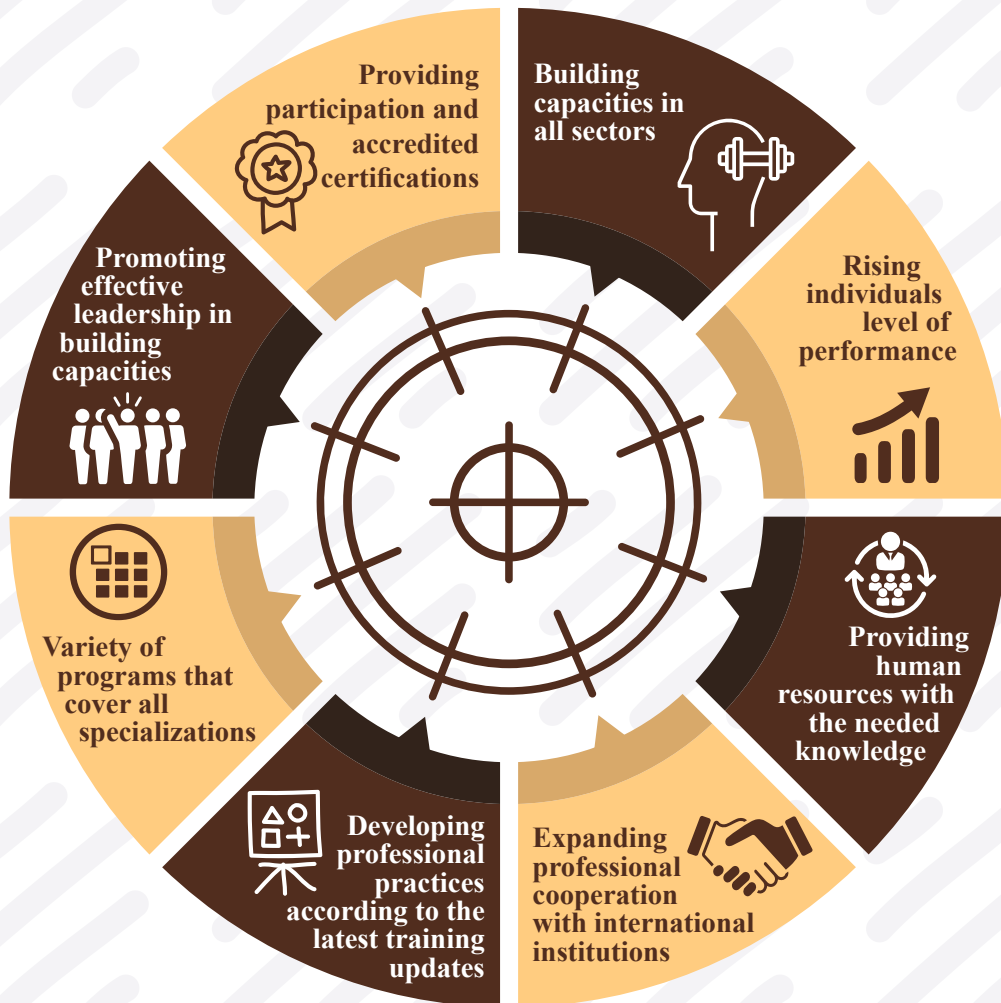 Building
capacities in
all sectors
Rising
individuals
level of
performance
Providing
human
resources with
the needed
knowledge
Expanding
professional
cooperation
with international
institutions
Developing
professional
practices
according to the
latest training
updates
Variety of
programs that
cover all
specializations
Promoting
effective
leadership in
building
capacities
Providing
participation and
accredited
certifications